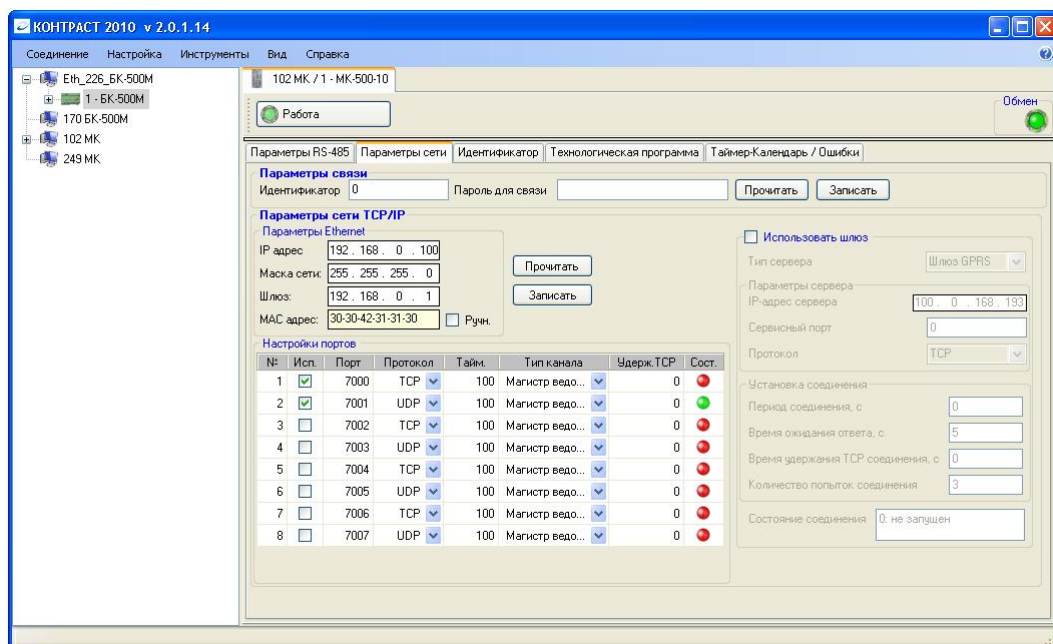 КОНТРАСТ 2010 v 2.0.1.14
Соединение Настройка Инструменты Вид Справка
Eth_226_БК-500М
1 - БК-500М
170 БК-500М
102 МК
249 МК
102 МК / 1 - МК-500-10
Работа
Обмен
Параметры RS-485 Параметры сети Идентификатор Технологическая программа Таймер-Календарь / Ошибки
Параметры связи
Идентификатор 0 Пароль для связи Прочитать Записать
Параметры сети TCP/IP
Параметры Ethernet
IP адрес 192 . 168 . 0 . 100
Маска сети: 255 . 255 . 255 . 0
Шлюз: 192 . 168 . 0 . 1
MAC адрес: 30-30-42-31-31-30 Ручн.
Прочитать
Записать
Настройки портов
№ Исп. Порт Протокол Тайм. Тип канала Удерж.TCP Сост.
1 7000 TCP 100 Магистр ведо... 0
2 7001 UDP 100 Магистр ведо... 0
3 7002 TCP 100 Магистр ведо... 0
4 7003 UDP 100 Магистр ведо... 0
5 7004 TCP 100 Магистр ведо... 0
6 7005 UDP 100 Магистр ведо... 0
7 7006 TCP 100 Магистр ведо... 0
8 7007 UDP 100 Магистр ведо... 0
Использовать шлюз
Тип сервера Шлюз GPRS
Параметры сервера
IP-адрес сервера 100 . 0 . 168 . 193
Сервисный порт 0
Протокол TCP
Установка соединения
Период соединения, с 0
Время ожидания ответа, с 5
Время удержания TCP соединения, с 0
Количество попыток соединения 3
Состояние соединения 0: не запущен